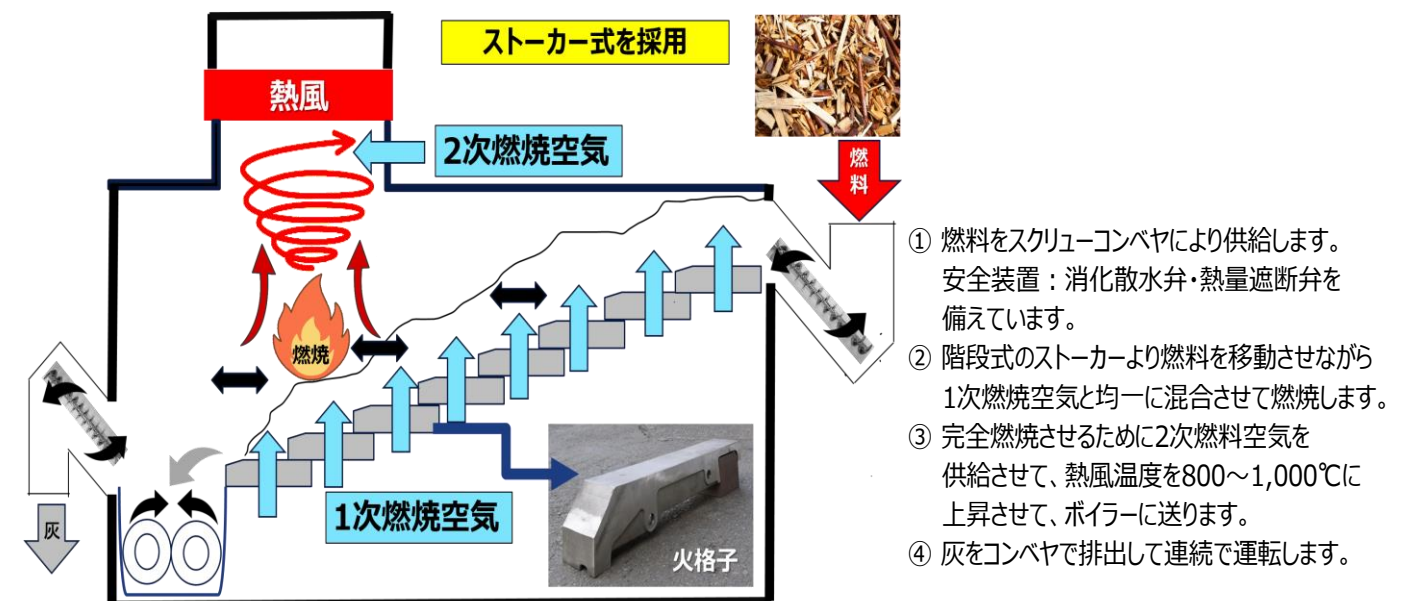 ストーカー式を採用
熱風
2次燃焼空気
燃
料
燃焼
1次燃焼空気
火格子
灰
① 燃料をスクリューコンベヤにより供給します。
安全装置：消化散水弁・熱量遮断弁を
備えています。
② 階段式のストーカーより燃料を移動させながら
1次燃焼空気と均一に混合させて燃焼します。
③ 完全燃焼させるために2次燃料空気を
供給させて、熱風温度を800～1,000℃に
上昇させて、ボイラーに送ります。
④ 灰をコンベヤで排出して連続で運転します。